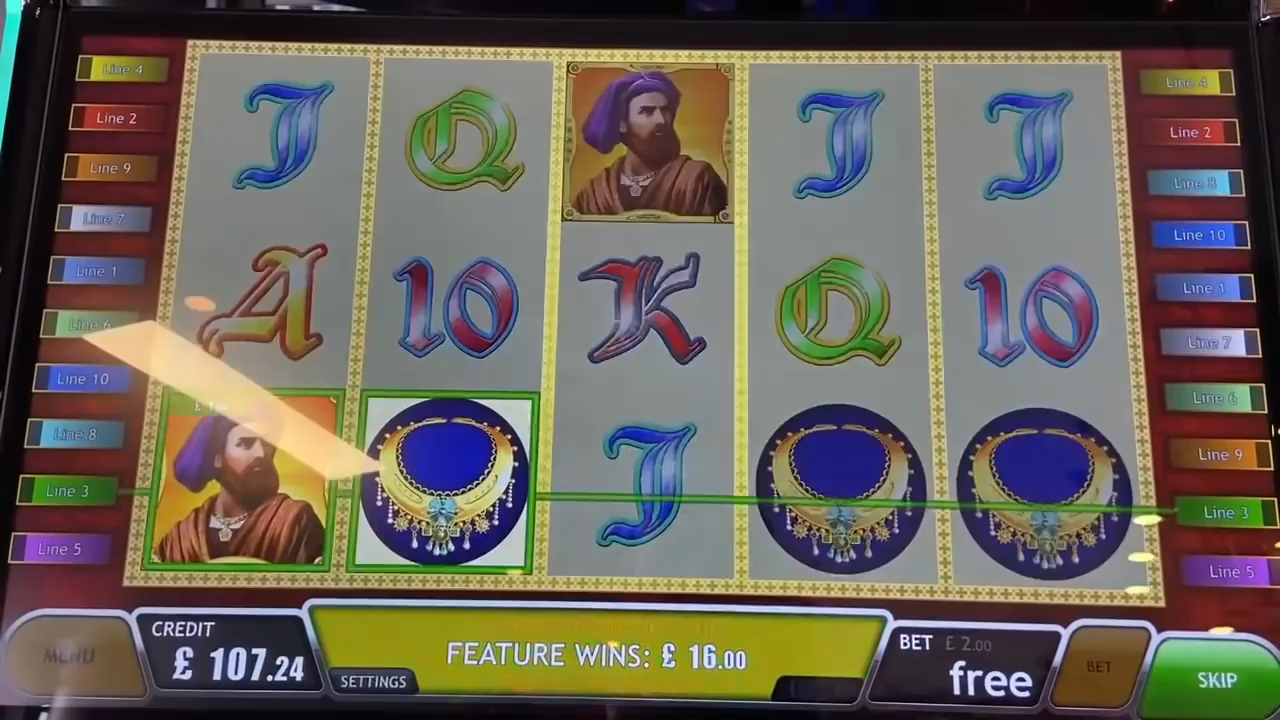 Line 4
Line 2
Line 9
Line 7
Line 1
Line 6
Line 10
Line 8
Line 3
Line 5
J Q J J
A 10 K Q 10
J
Line 4
Line 2
Line 8
Line 10
Line 1
Line 7
Line 6
Line 9
Line 3
Line 5
MENU
CREDIT
£ 107.24
SETTINGS
FEATURE WINS: £ 16.00
BET £ 2.00
free
BET
SKIP